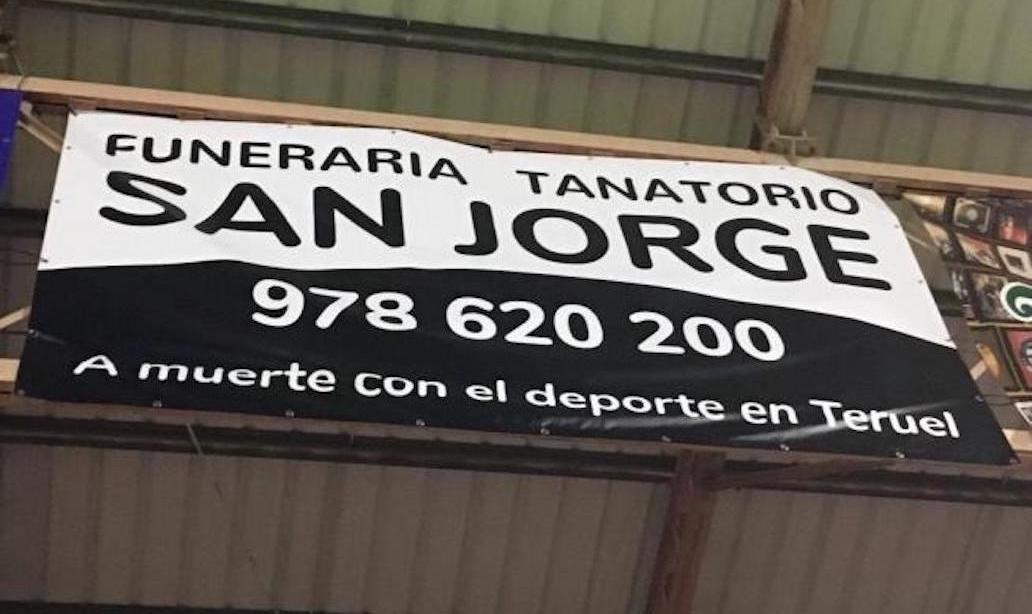 FUNERARIA TANATORIO
SAN JORGE
978 620 200
A muerte con el deporte en Teruel